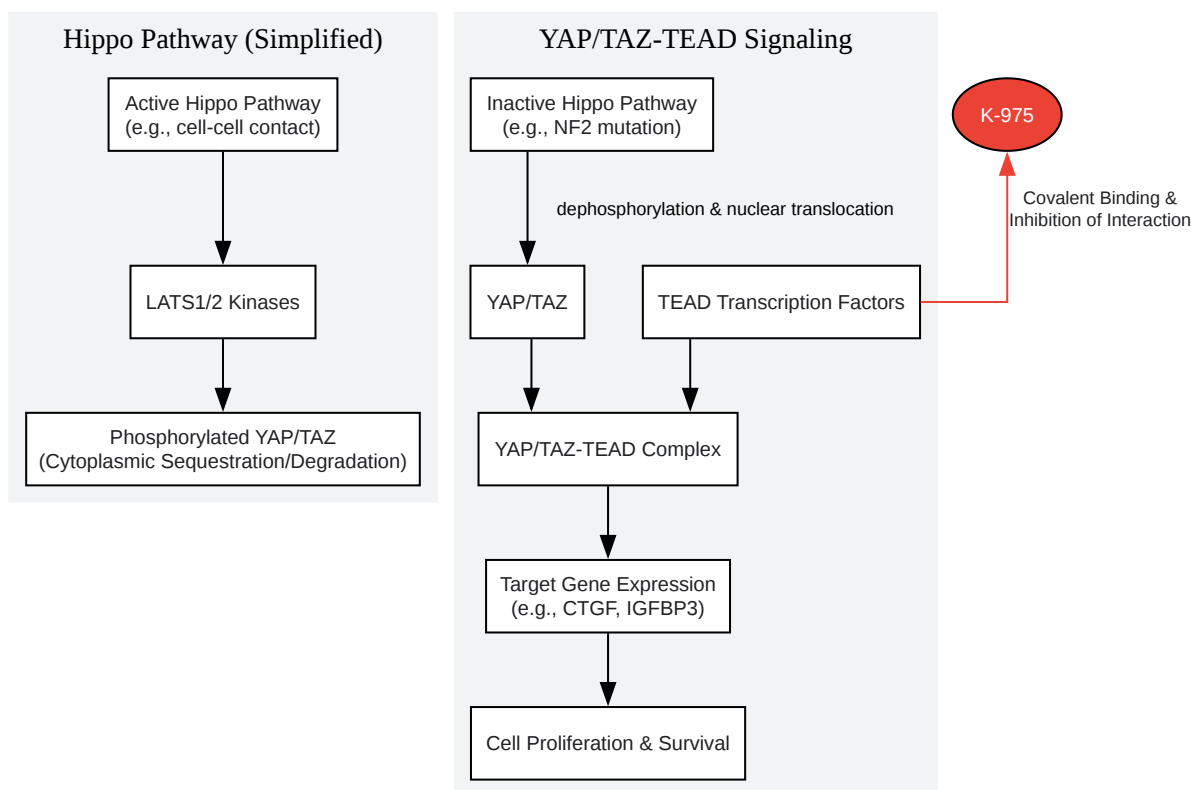 Hippo Pathway (Simplified)
Active Hippo Pathway
(e.g., cell-cell contact)
LATS1/2 Kinases
Phosphorylated YAP/TAZ
(Cytoplasmic Sequestration/Degradation)
YAP/TAZ-TEAD Signaling
Inactive Hippo Pathway
(e.g., NF2 mutation)
dephosphorylation & nuclear translocation
YAP/TAZ
TEAD Transcription Factors
YAP/TAZ-TEAD Complex
Target Gene Expression
(e.g., CTGF, IGFBP3)
Cell Proliferation & Survival
K-975
Covalent Binding &
Inhibition of Interaction